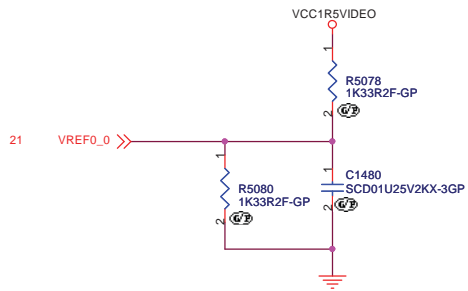 VCC1R5VIDEO
1
R5078
1K33R2F-GP
2
G/P
21 VREF0_0
1
R5080
1K33R2F-GP
2
G/P
1
C1480
SCD01U25V2KX-3GP
2
G/P